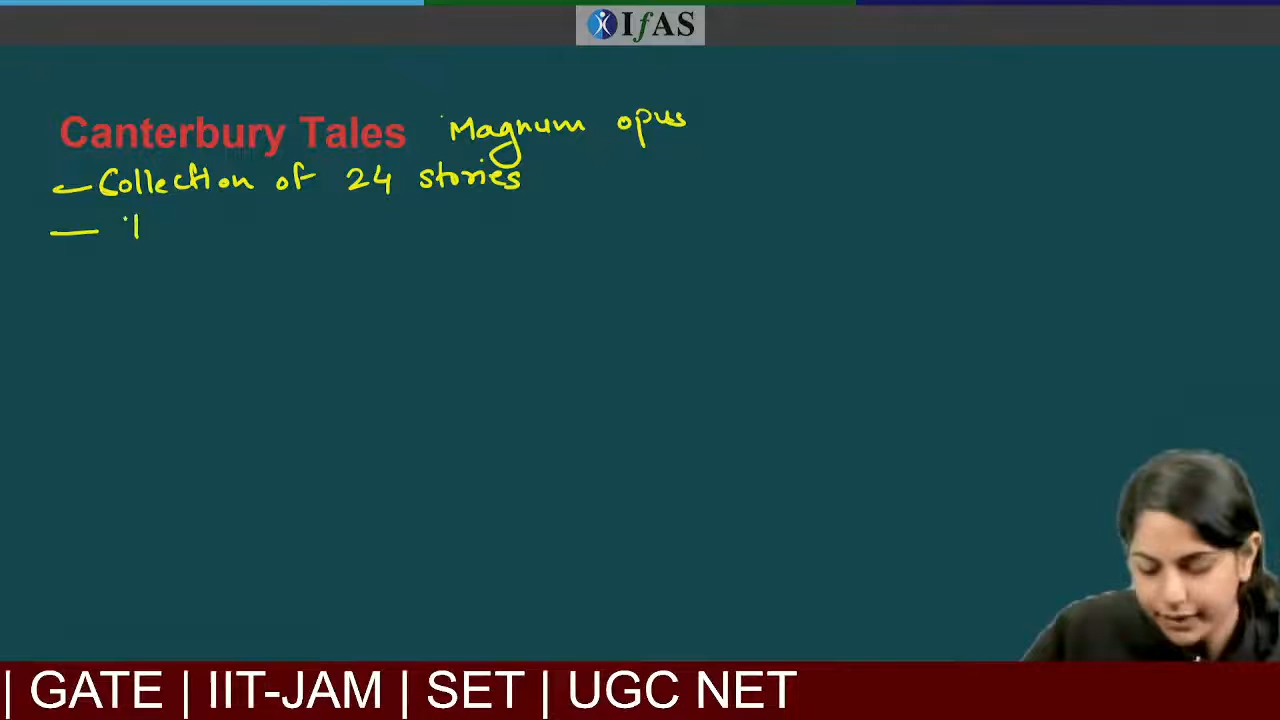 IfAS
Canterbury Tales Magnum opus
– Collection of 24 stories
—
| GATE | IIT-JAM | SET | UGC NET